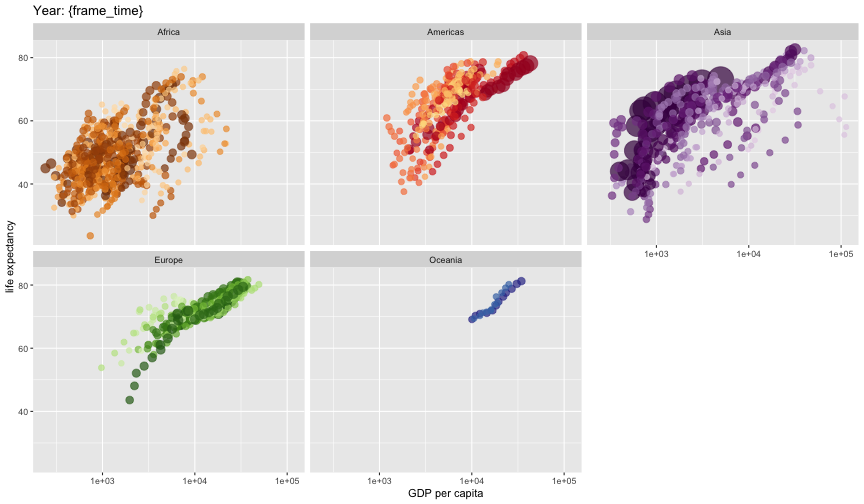 Year: {frame_time}
Africa
Americas
Asia
80
60
40
1e+03
1e+04
1e+05
life expectancy
Europe
Oceania
80
60
40
1e+03
1e+04
1e+05
1e+03
1e+04
1e+05
GDP per capita